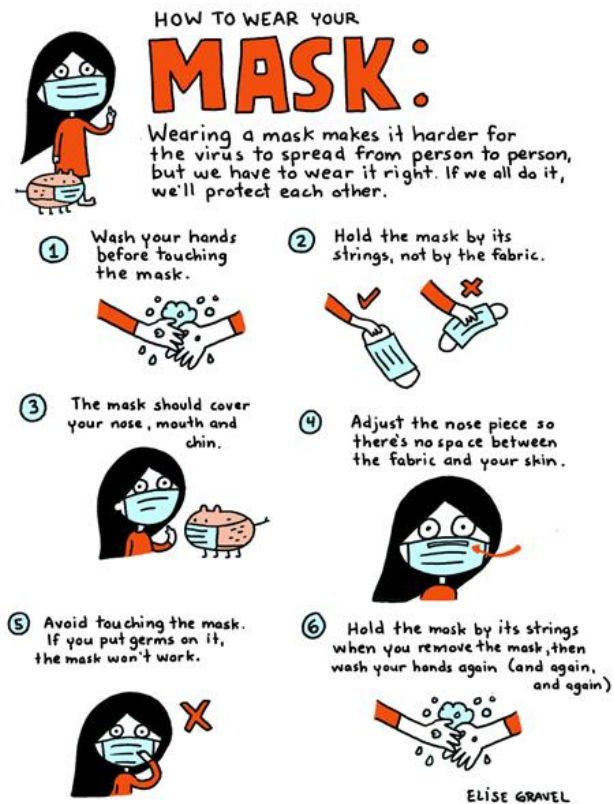 HOW TO WEAR YOUR
MASK:
Wearing a mask makes it harder for
the virus to spread from person to person,
but we have to wear it right. If we all do it,
we'll protect each other.
1
Wash your hands
before touching
the mask.
2
Hold the mask by its
strings, not by the fabric.
3
The mask should cover
your nose, mouth and
chin.
4
Adjust the nose piece so
there's no space between
the fabric and your skin.
5
Avoid touching the mask.
If you put germs on it,
the mask won't work.
6
Hold the mask by its strings
when you remove the mask, then
wash your hands again (and again,
and again)
ELISE GRAVEL